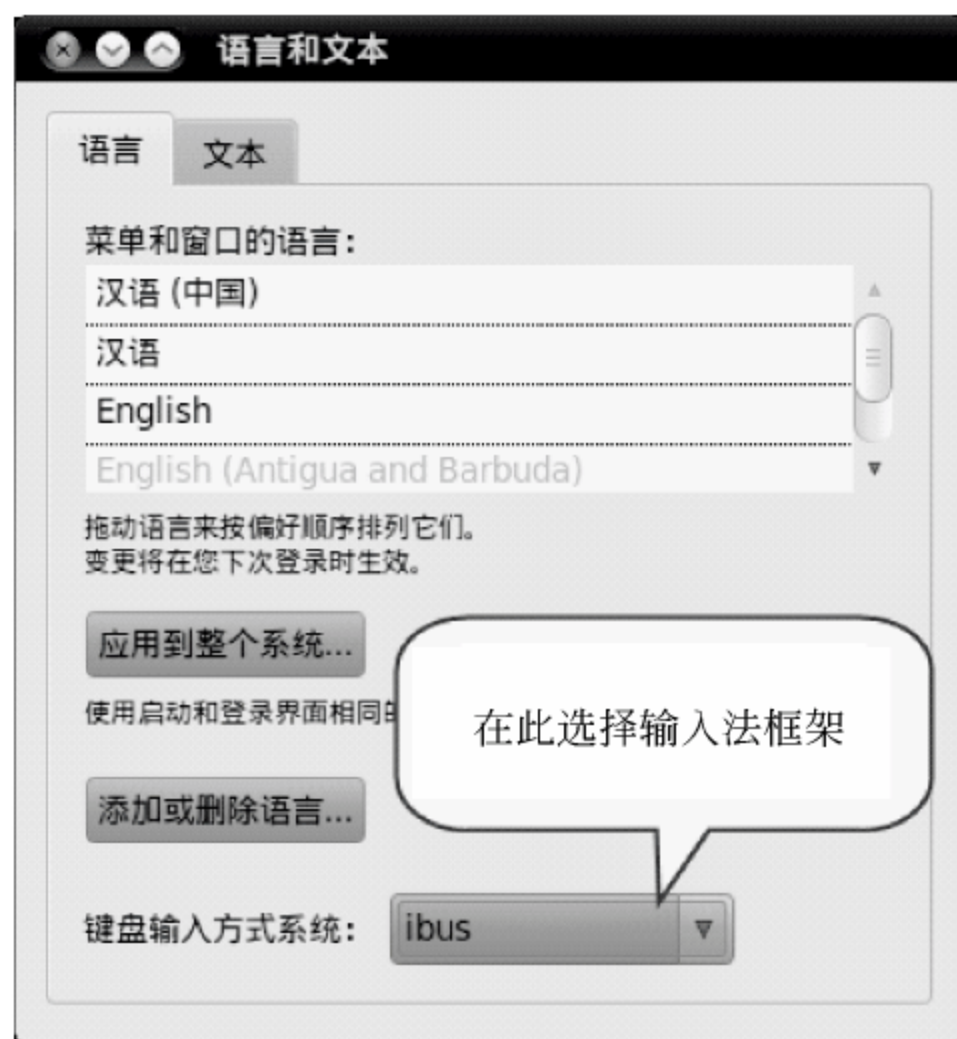 语言和文本
语言
文本
菜单和窗口的语言：
汉语 (中国)
汉语
English
English (Antigua and Barbuda)
拖动语言来按偏好顺序排列它们。
变更将在您下次登录时生效。
应用到整个系统...
使用启动和登录界面相同
在此选择输入法框架
添加或删除语言...
键盘输入方式系统：
ibus